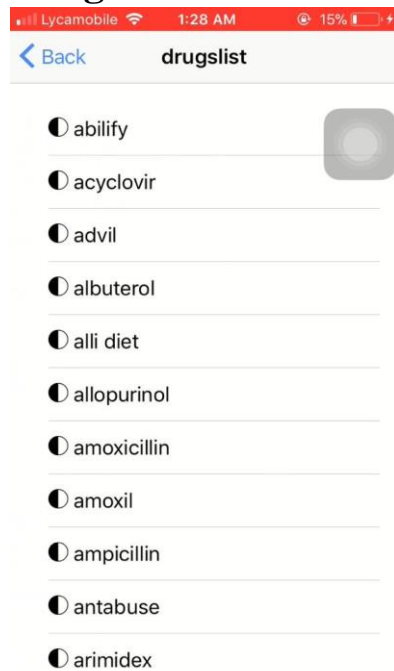 Lycamobile 1:28 AM 15%
Back drugslist
abilify
acyclovir
advil
albuterol
alli diet
allopurinol
amoxicillin
amoxil
ampicillin
antabuse
arimidex